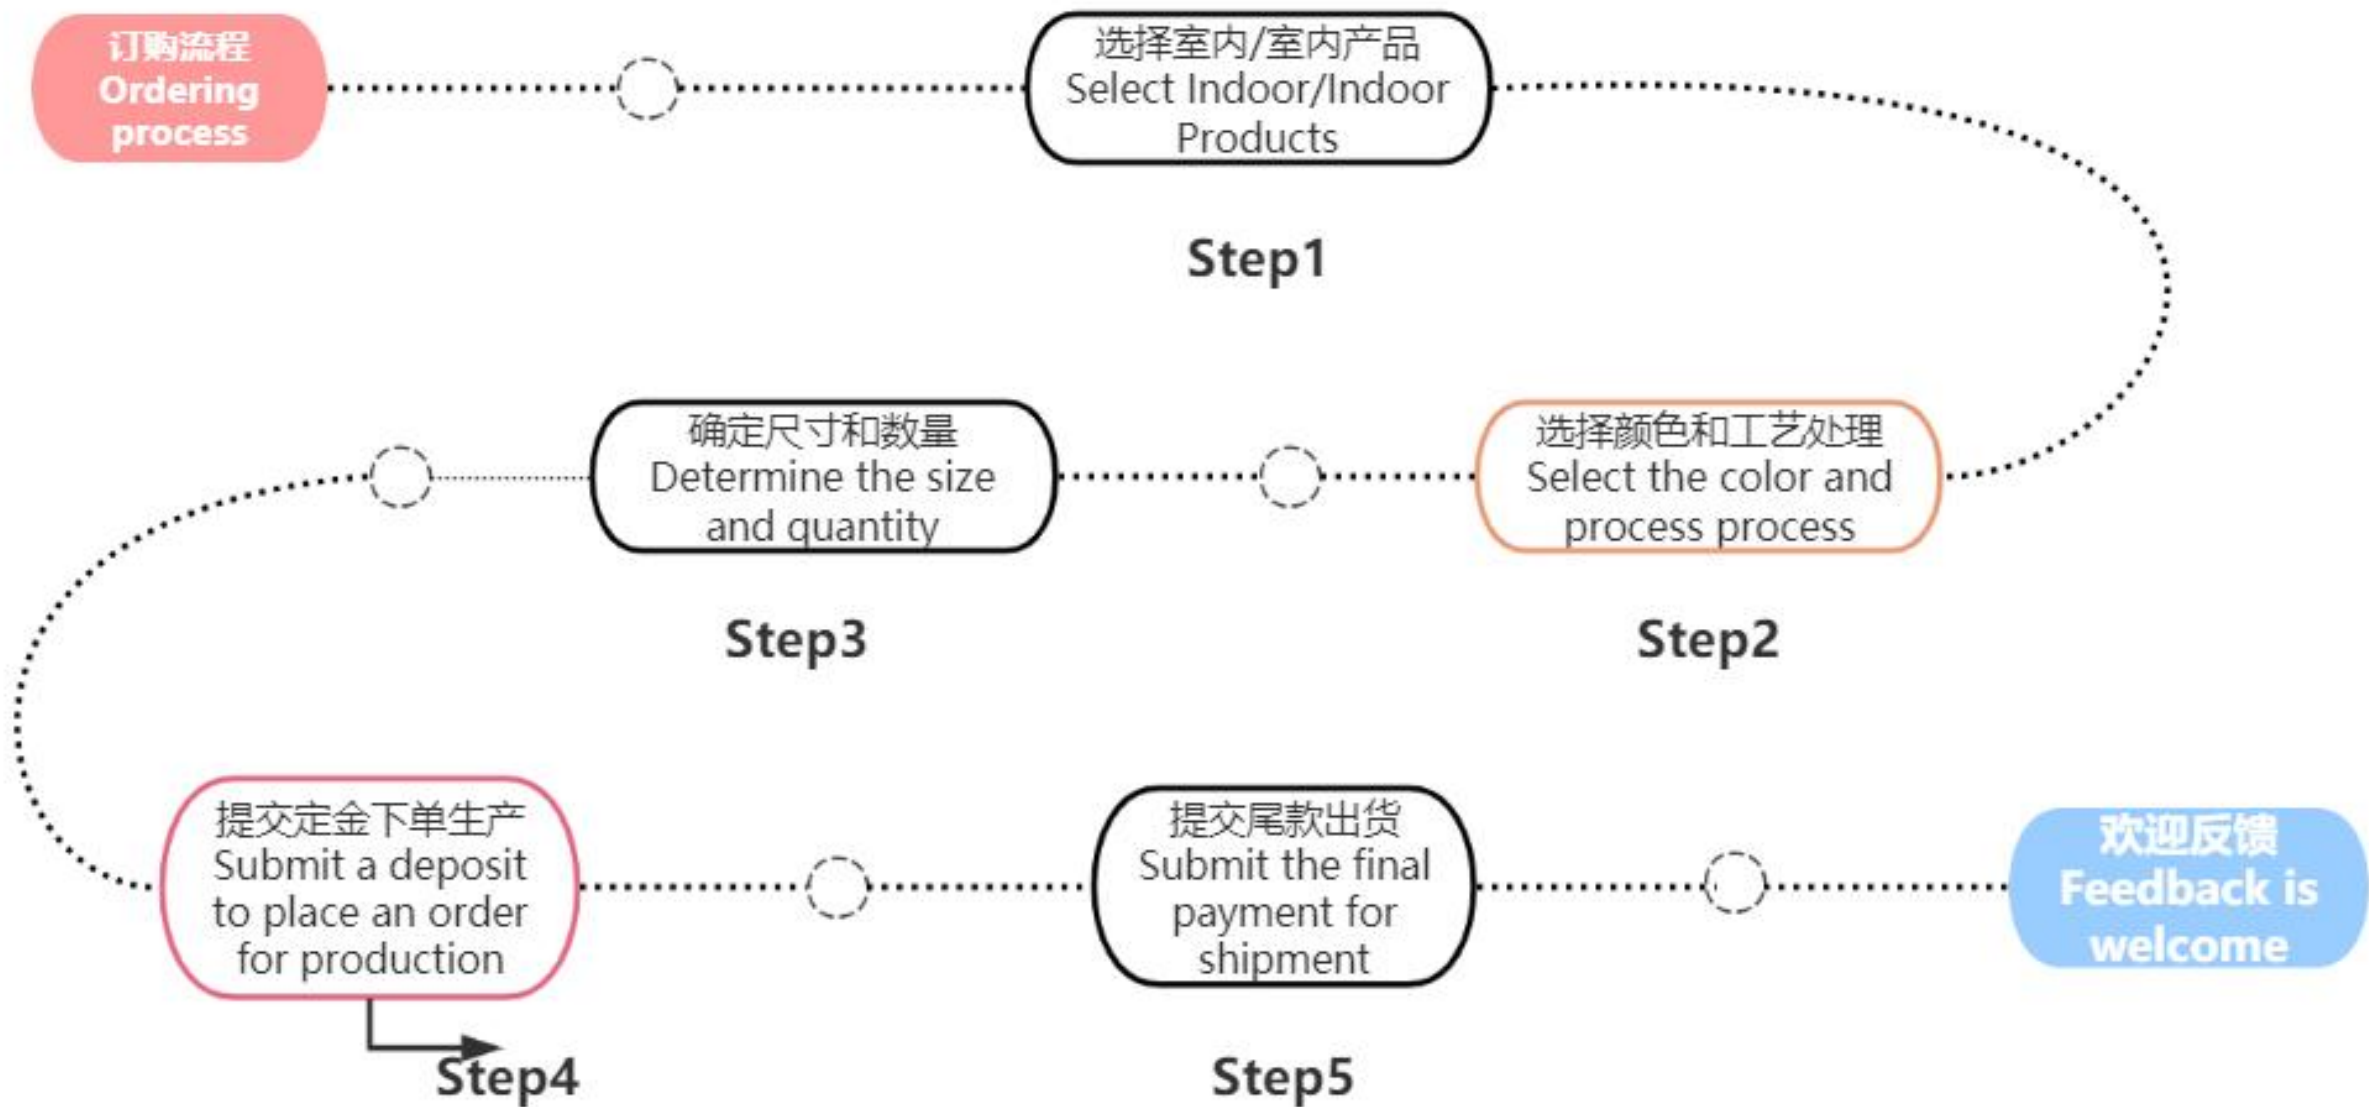 订购流程
Ordering
process
选择室内/室内产品
Select Indoor/Indoor
Products
Step1
选择颜色和工艺处理
Select the color and
process process
Step2
确定尺寸和数量
Determine the size
and quantity
Step3
提交定金下单生产
Submit a deposit
to place an order
for production
Step4
提交尾款出货
Submit the final
payment for
shipment
Step5
欢迎反馈
Feedback is
welcome